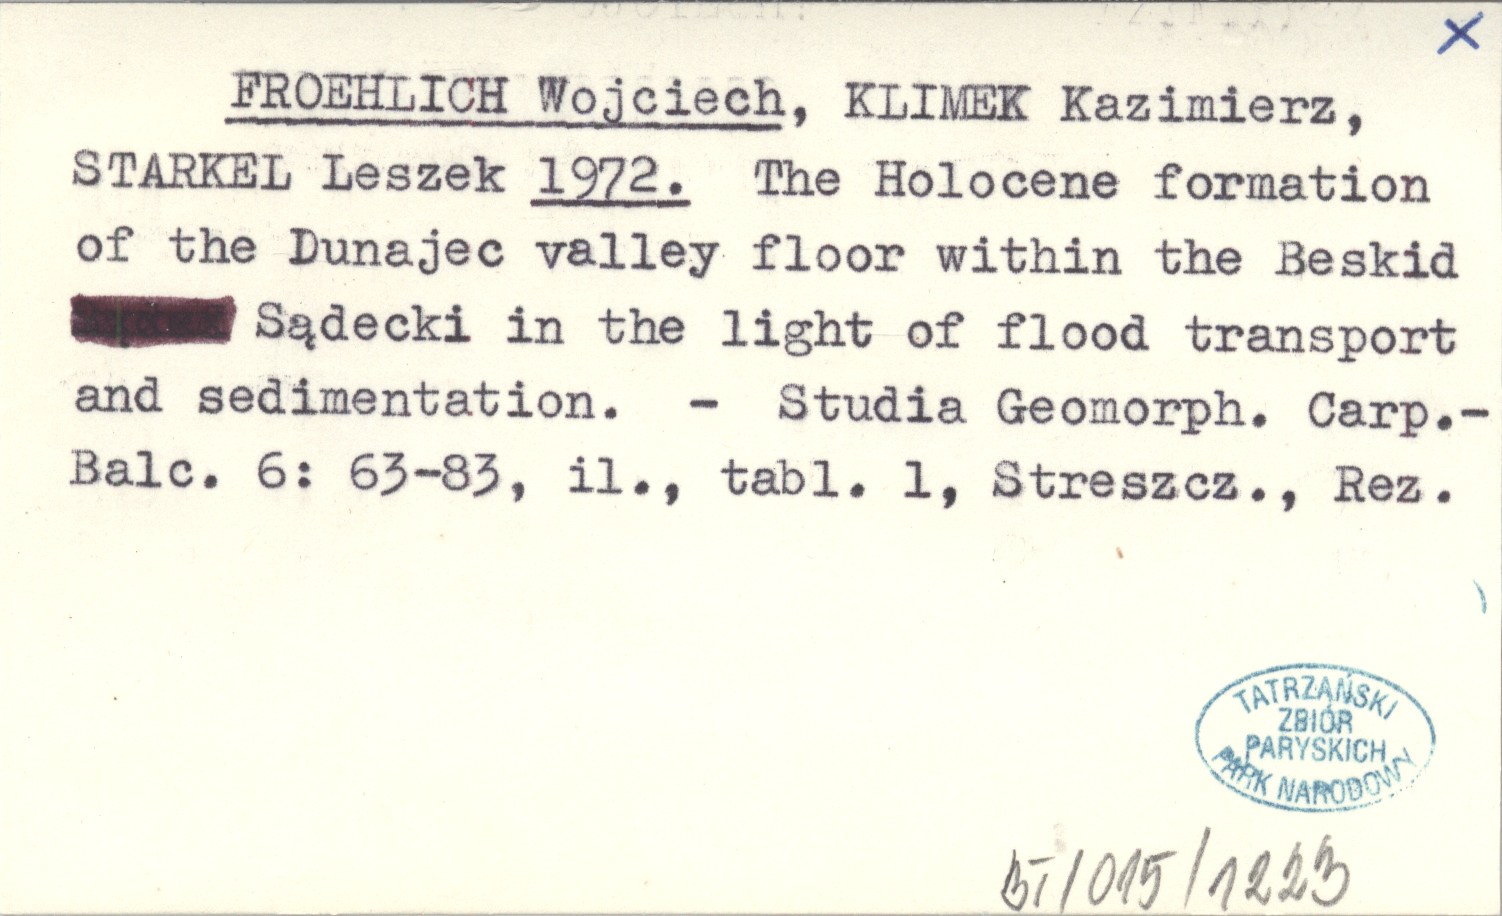 FROEHLICH Wojciech, KLIMEK Kazimierz,
STARKEL Leszek 1972. The Holocene formation
of the Dunajec valley floor within the Beskid
Sądecki in the light of flood transport
and sedimentation. - Studia Geomorph. Carp.-
Balc. 6: 63-83, il., tabl. 1, Streszcz., Rez.
TATRZAŃSKI
ZBIÓR
PARYSKICH
PARK NARODOWY
BT/015/1223